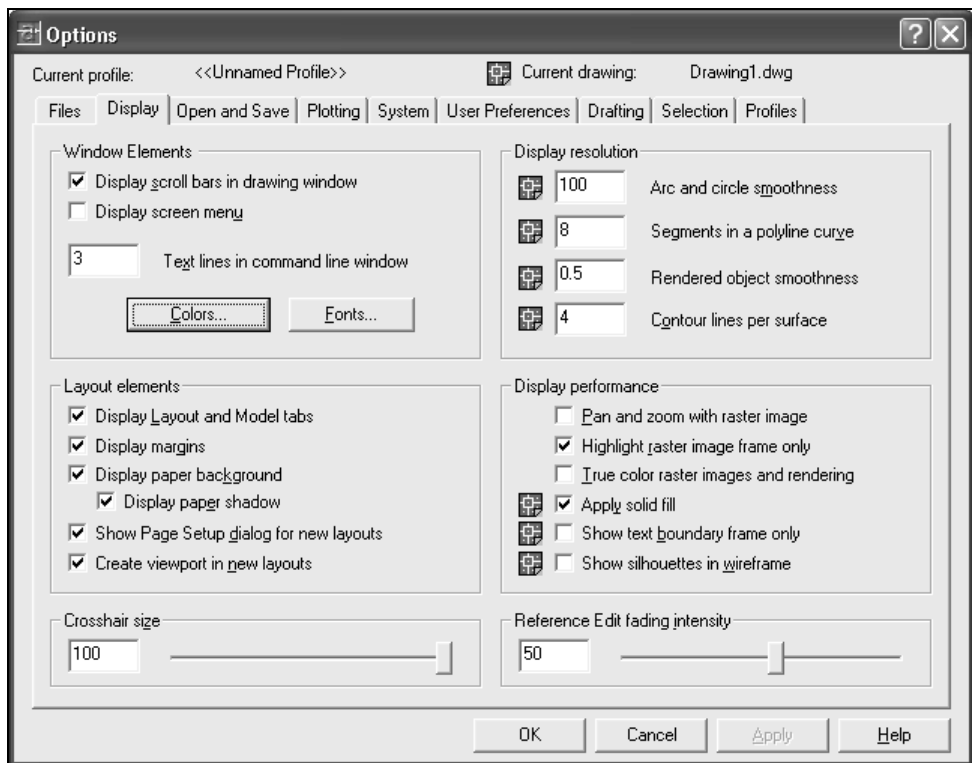 Options
Current profile: <<Unnamed Profile>> Current drawing: Drawing1.dwg
Files Display Open and Save Plotting System User Preferences Drafting Selection Profiles
Window Elements
Display scroll bars in drawing window
Display screen menu
3 Text lines in command line window
Colors... Fonts...
Display resolution
100 Arc and circle smoothness
8 Segments in a polyline curve
0.5 Rendered object smoothness
4 Contour lines per surface
Layout elements
Display Layout and Model tabs
Display margins
Display paper background
Display paper shadow
Show Page Setup dialog for new layouts
Create viewport in new layouts
Display performance
Pan and zoom with raster image
Highlight raster image frame only
True color raster images and rendering
Apply solid fill
Show text boundary frame only
Show silhouettes in wireframe
Crosshair size
100
Reference Edit fading intensity
50
OK Cancel Apply Help